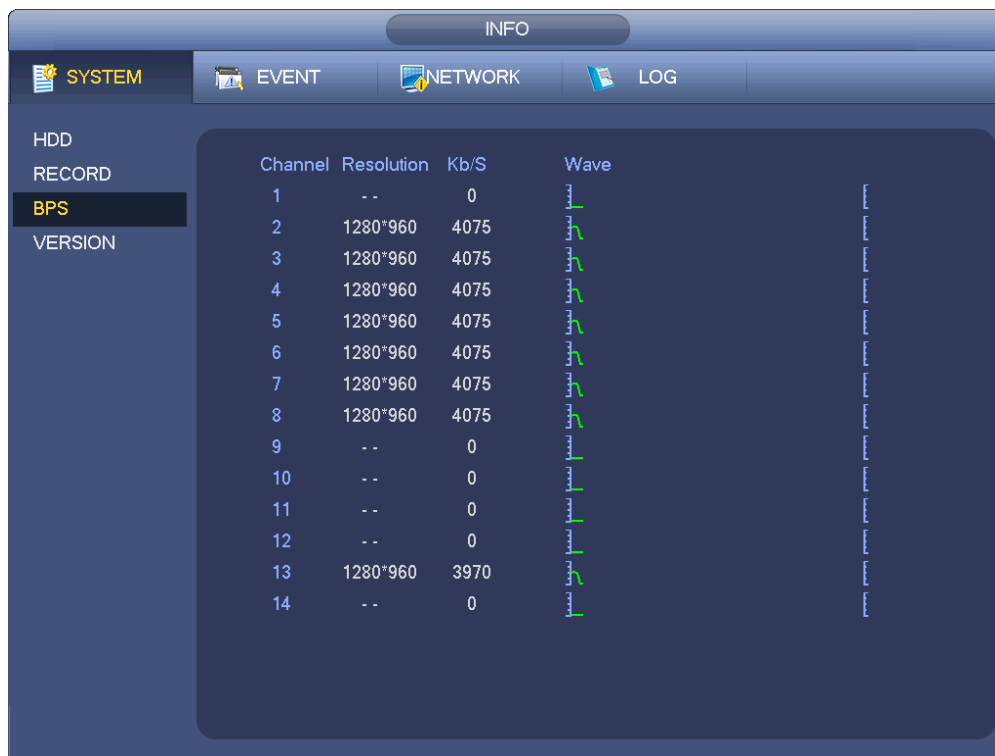 INFO
SYSTEM EVENT NETWORK LOG
HDD
RECORD
BPS
VERSION
Channel Resolution Kb/S Wave
1 - - 0
2 1280*960 4075
3 1280*960 4075
4 1280*960 4075
5 1280*960 4075
6 1280*960 4075
7 1280*960 4075
8 1280*960 4075
9 - - 0
10 - - 0
11 - - 0
12 - - 0
13 1280*960 3970
14 - - 0